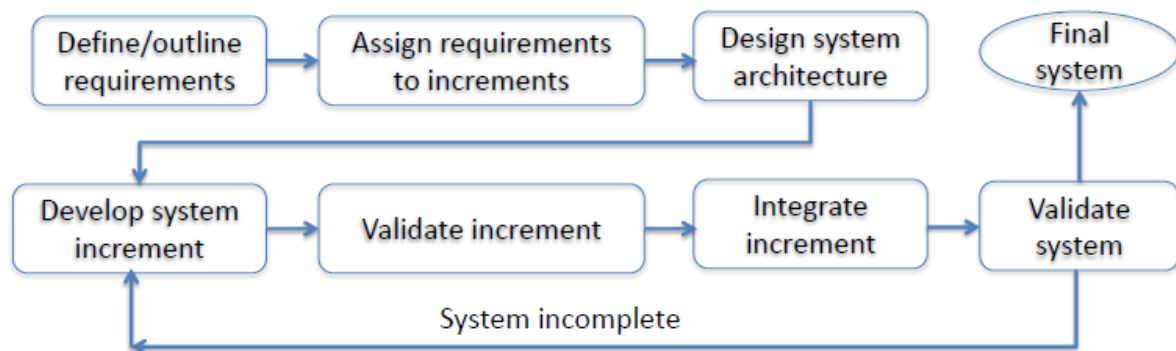 Define/outline
requirements
Assign requirements
to increments
Design system
architecture
Final
system
Develop system
increment
Validate increment
Integrate
increment
Validate
system
System incomplete